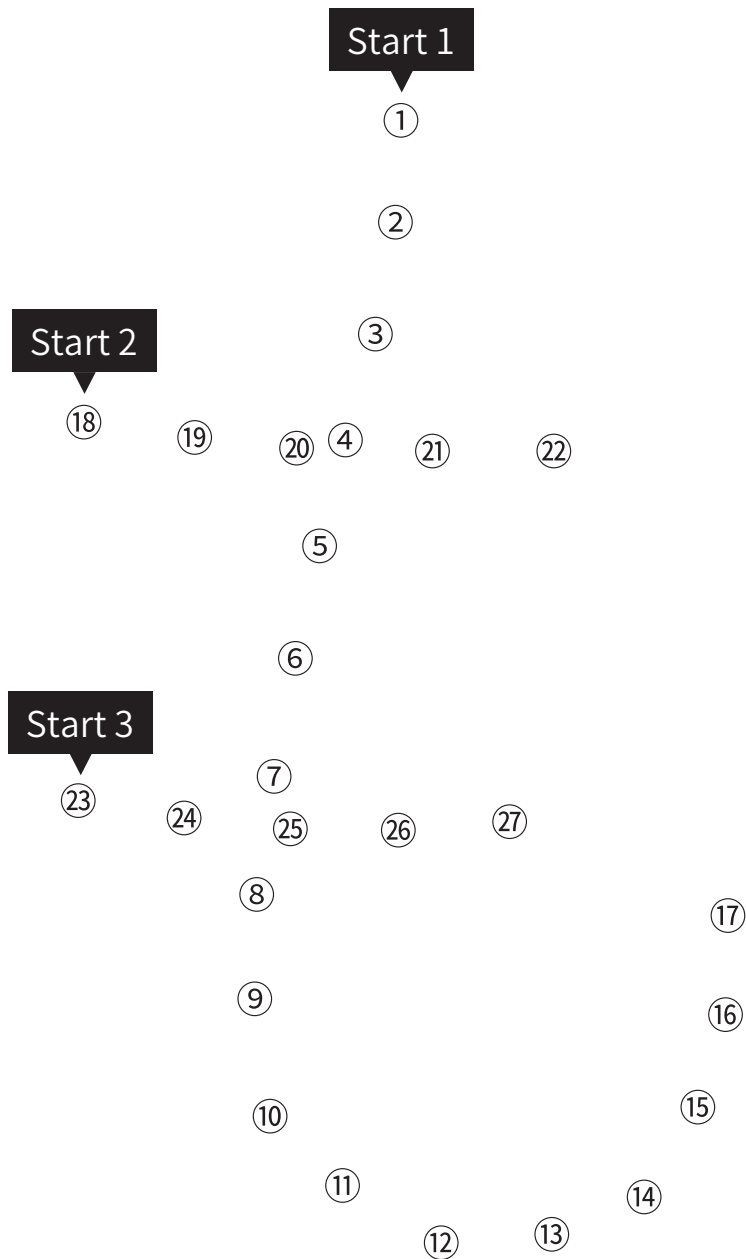 Start 1
①
②
③
Start 2
⑱ ⑲ ⑳ ④ ㉑ ㉒
⑤
⑥
Start 3
⑦
㉓ ㉔ ㉕ ㉖ ㉗
⑧
⑰
⑨
⑯
⑩ ⑮
⑪ ⑭
⑫ ⑬